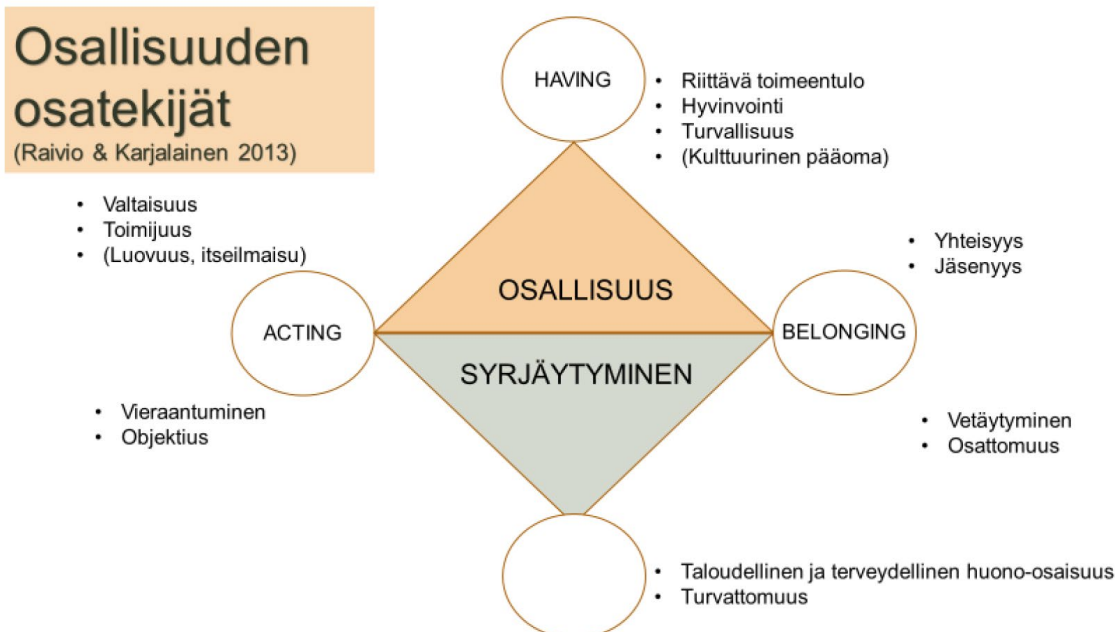 Osallisuuden
osatekijät
(Raivio & Karjalainen 2013)
HAVING
• Riittävä toimeentulo
• Hyvinvointi
• Turvallisuus
• (Kulttuurinen pääoma)
• Valtaisuus
• Toimijuus
• (Luovuus, itseilmaisu)
• Yhteisyys
• Jäsenyys
OSALLISUUS
ACTING
BELONGING
SYRJÄYTYMINEN
• Vieraantuminen
• Objektius
• Vetäytyminen
• Osattomuus
• Taloudellinen ja terveydellinen huono-osaisuus
• Turvattomuus